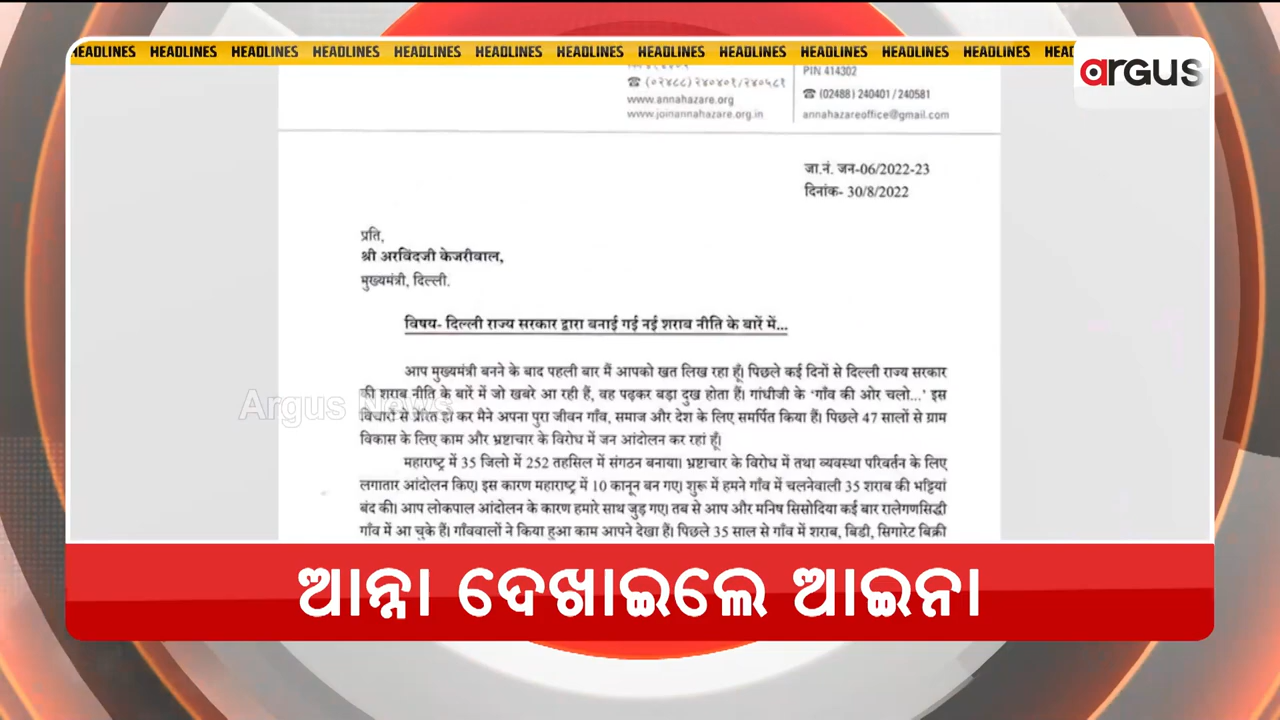 HEADLINES HEADLINES HEADLINES HEADLINES HEADLINES HEADLINES HEADLINES HEADLINES HEADLINES HEADLINES HEADLINES HEADLINES HEA
argus
☎ (०२४८८) २४०४०१/२४०५८१
www.annahazare.org
www.joinannahazare.org.in
PIN 414302
☎ (02488) 240401/240581
annahazareoffice@gmail.com
जा.नं. जन-06/2022-23
दिनांक- 30/8/2022
प्रति,
श्री अरविंदजी केजरीवाल,
मुख्यमंत्री, दिल्ली.
विषय- दिल्ली राज्य सरकार द्वारा बनाई गई नई शराब नीति के बारें में...
आप मुख्यमंत्री बनने के बाद पहली बार मैं आपको खत लिख रहा हूँ। पिछले कई दिनों से दिल्ली राज्य सरकार
की शराब नीति के बारें में जो खबरे आ रही हैं, वह पढ़कर बड़ा दुख होता हैं। गांधीजी के ‘गाँव की ओर चलो...’ इस
विचारों से प्रेरित हो कर मैने अपना पुरा जीवन गाँव, समाज और देश के लिए समर्पित किया हैं। पिछले 47 सालों से ग्राम
विकास के लिए काम और भ्रष्टाचार के विरोध में जन आंदोलन कर रहां हूँ।
महाराष्ट्र में 35 जिलो में 252 तहसिल में संगठन बनाया। भ्रष्टाचार के विरोध में तथा व्यवस्था परिवर्तन के लिए
लगातार आंदोलन किए। इस कारण महाराष्ट्र में 10 कानून बन गए। शुरू में हमने गाँव में चलनेवाली 35 शराब की भट्टियां
बंद की। आप लोकपाल आंदोलन के कारण हमारे साथ जुड़ गए। तब से आप और मनिष सिसोदिया कई बार रालेगणसिद्धी
गाँव में आ चुके हैं। गाँववालों ने किया हुआ काम आपने देखा हैं। पिछले 35 साल से गाँव में शराब, बिडी, सिगारेट बिक्री
Argus News
ଆନ୍ନା ଦେଖାଇଲେ ଆଇନା